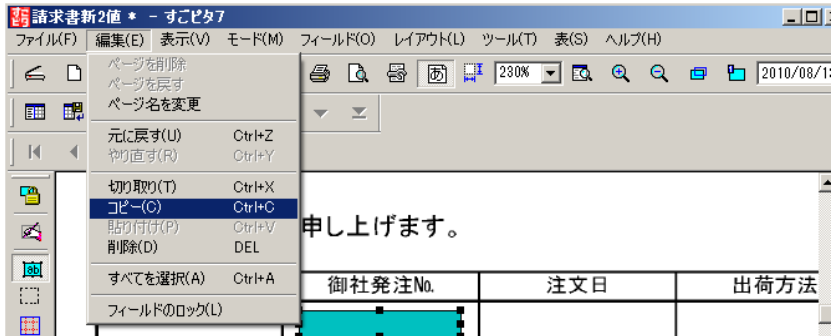 請求書新2値 * - すごピタ7
ファイル(F) 編集(E) 表示(V) モード(M) フィールド(O) レイアウト(L) ツール(T) 表(S) ヘルプ(H)
230% 2010/08/13
ページを削除
ページを戻す
ページ名を変更
元に戻す(U) Ctrl+Z
やり直す(R) Ctrl+Y
切り取り(T) Ctrl+X
コピー(C) Ctrl+C
貼り付け(P) Ctrl+V
削除(D) DEL
すべてを選択(A) Ctrl+A
フィールドのロック(L)
申し上げます。
御社発注No. 注文日 出荷方法